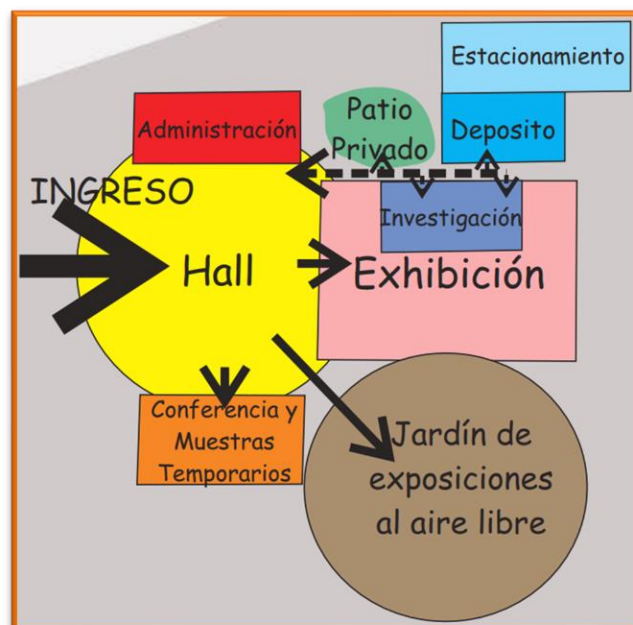 Estacionamiento
Administración
Patio
Privado
Deposito
INGRESO
Investigación
Hall
Exhibición
Conferencia y
Muestras
Temporarios
Jardín de
exposiciones
al aire libre